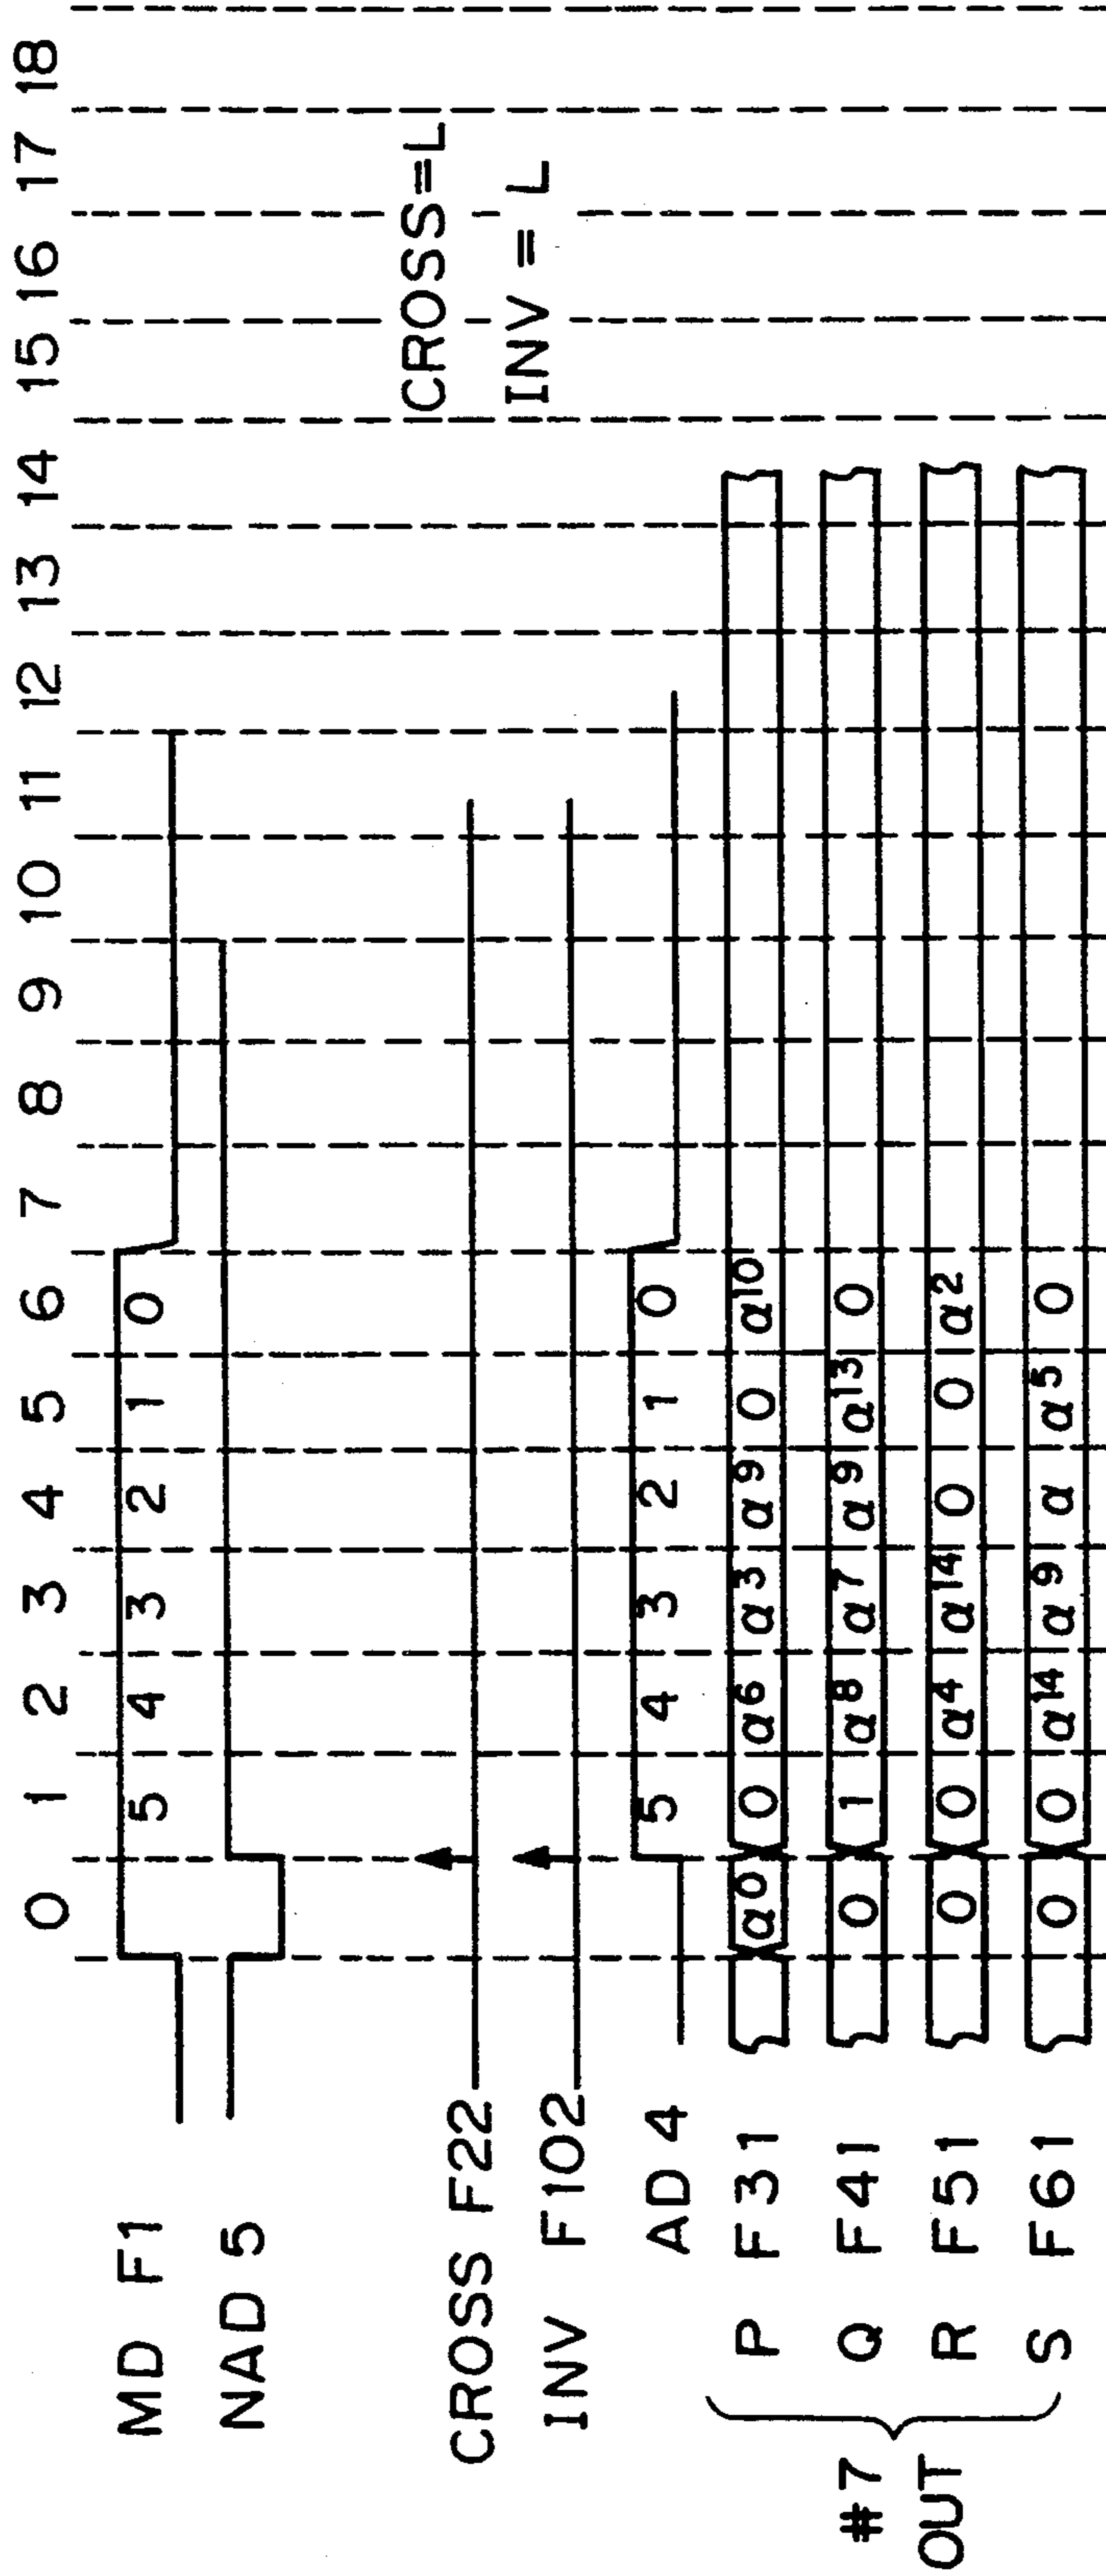 0 1 2 3 4 5 6 7 8 9 10 11 12 13 14 15 16 17 18
MD F1 5 4 3 2 1 0
NAD 5
CROSS F22 CROSS=L
INV F102 INV = L
AD 4 5 4 3 2 1 0
#7 OUT
P F31 α⁰ 0 α⁶ α³ α⁹ 0 α¹⁰
Q F41 0 1 α⁸ α⁷ α⁹ α¹³ 0
R F51 0 0 α⁴ α¹⁴ 0 0 α²
S F61 0 0 α¹⁴ α⁹ α α⁵ 0